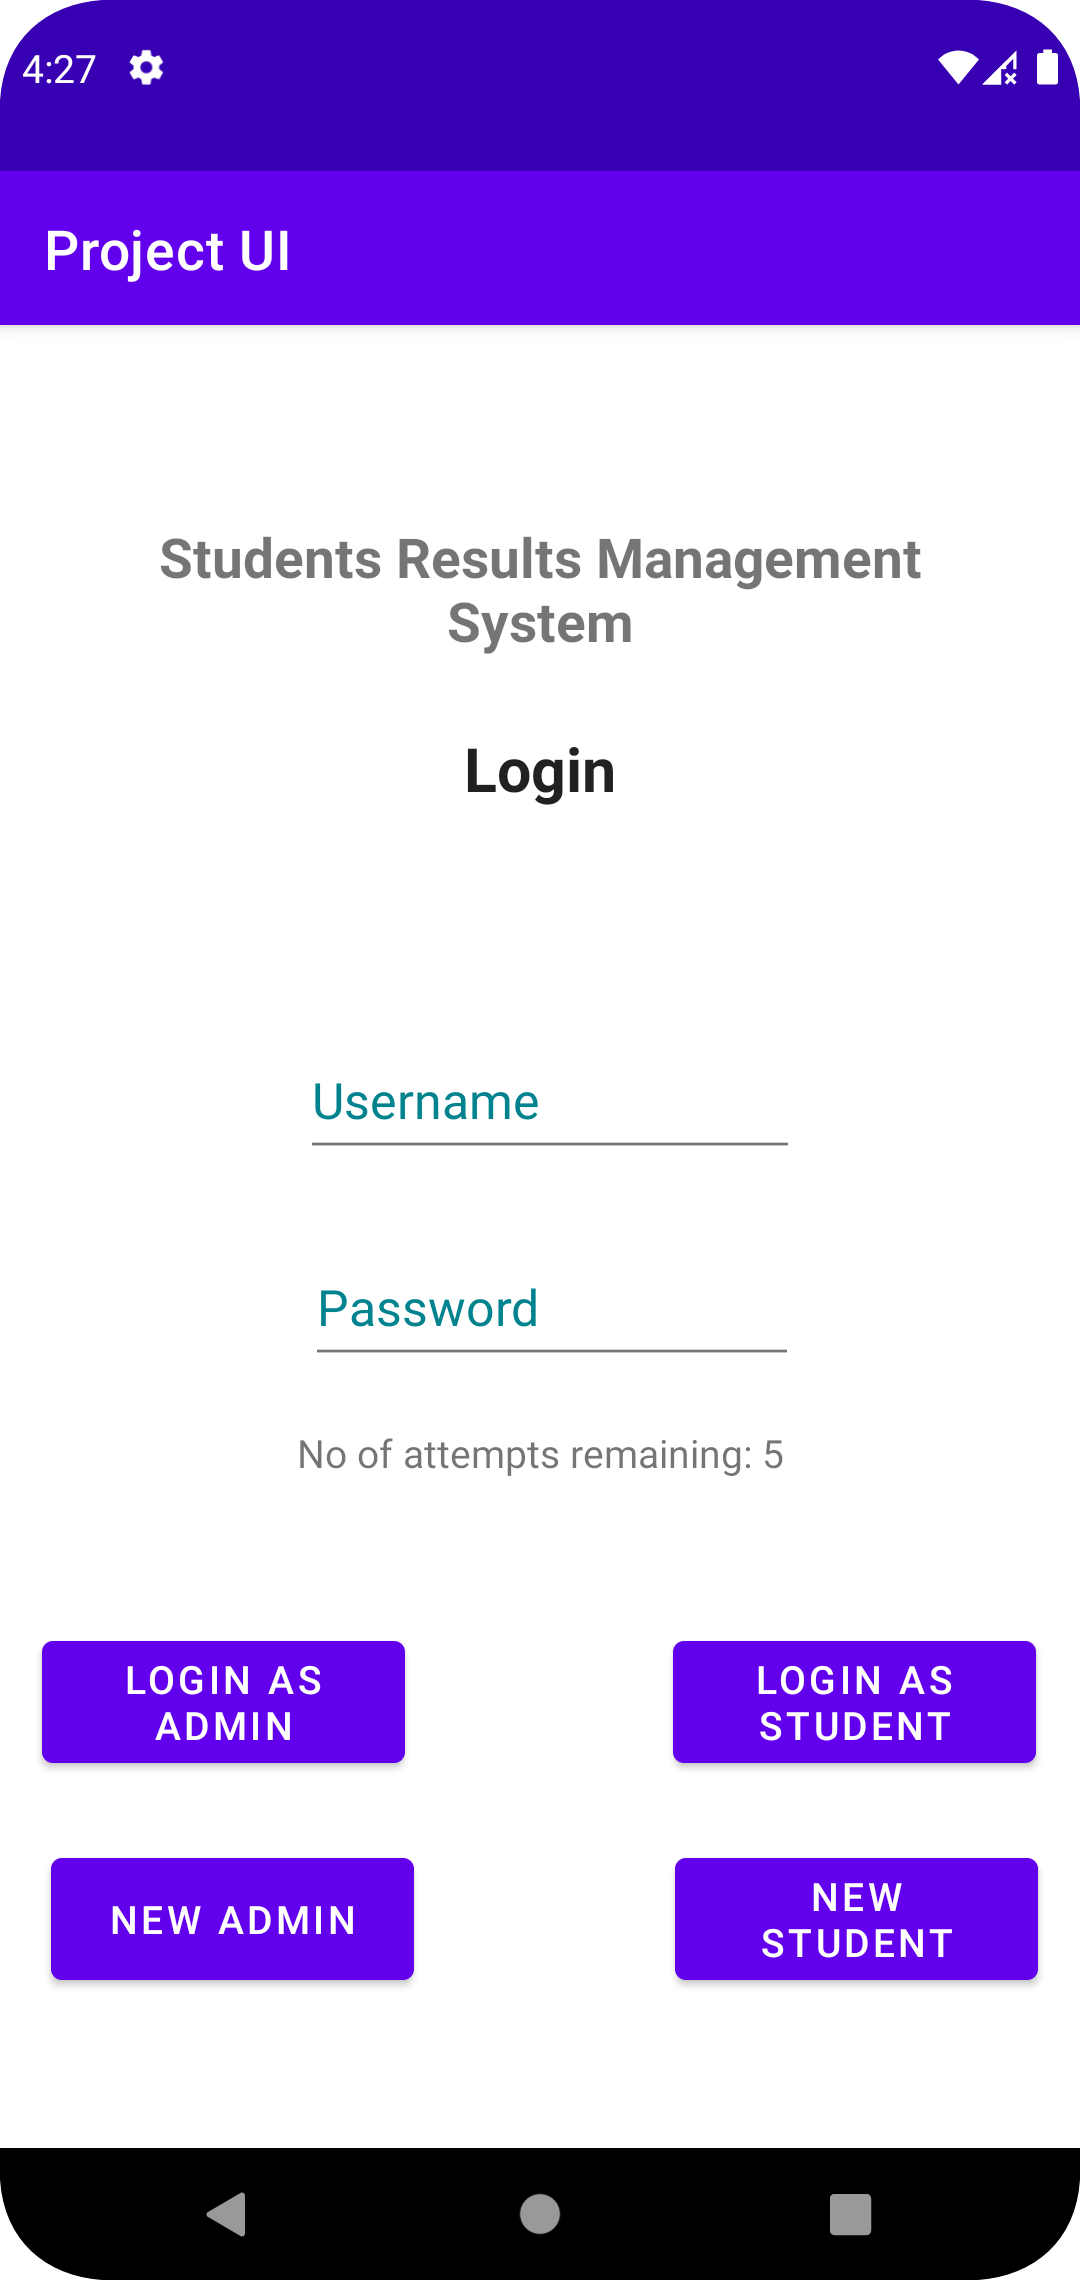 4:27
Project UI
Students Results Management
System
Login
Username
Password
No of attempts remaining: 5
LOGIN AS
ADMIN
LOGIN AS
STUDENT
NEW ADMIN
NEW
STUDENT